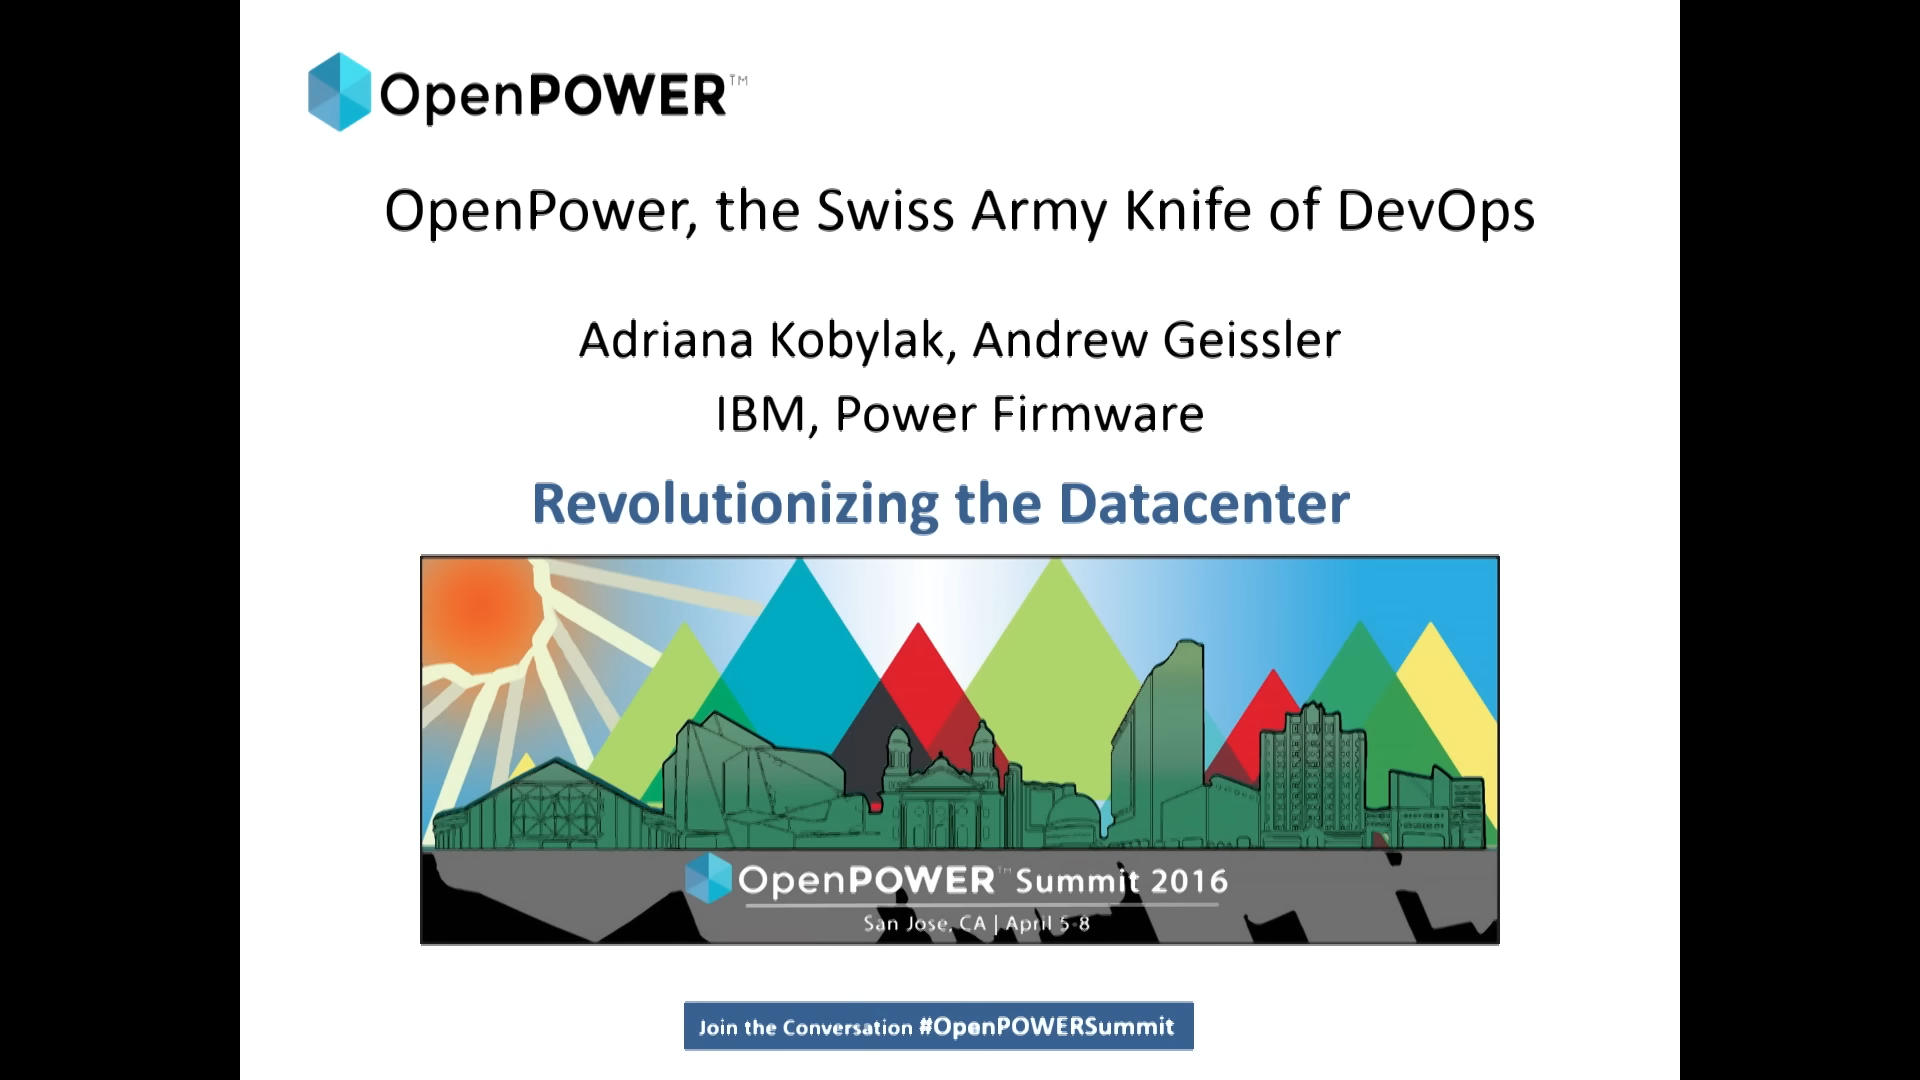 OpenPOWER™
OpenPower, the Swiss Army Knife of DevOps
Adriana Kobylak, Andrew Geissler
IBM, Power Firmware
Revolutionizing the Datacenter
OpenPOWER™ Summit 2016
San Jose, CA | April 5-8
Join the Conversation #OpenPOWERSummit